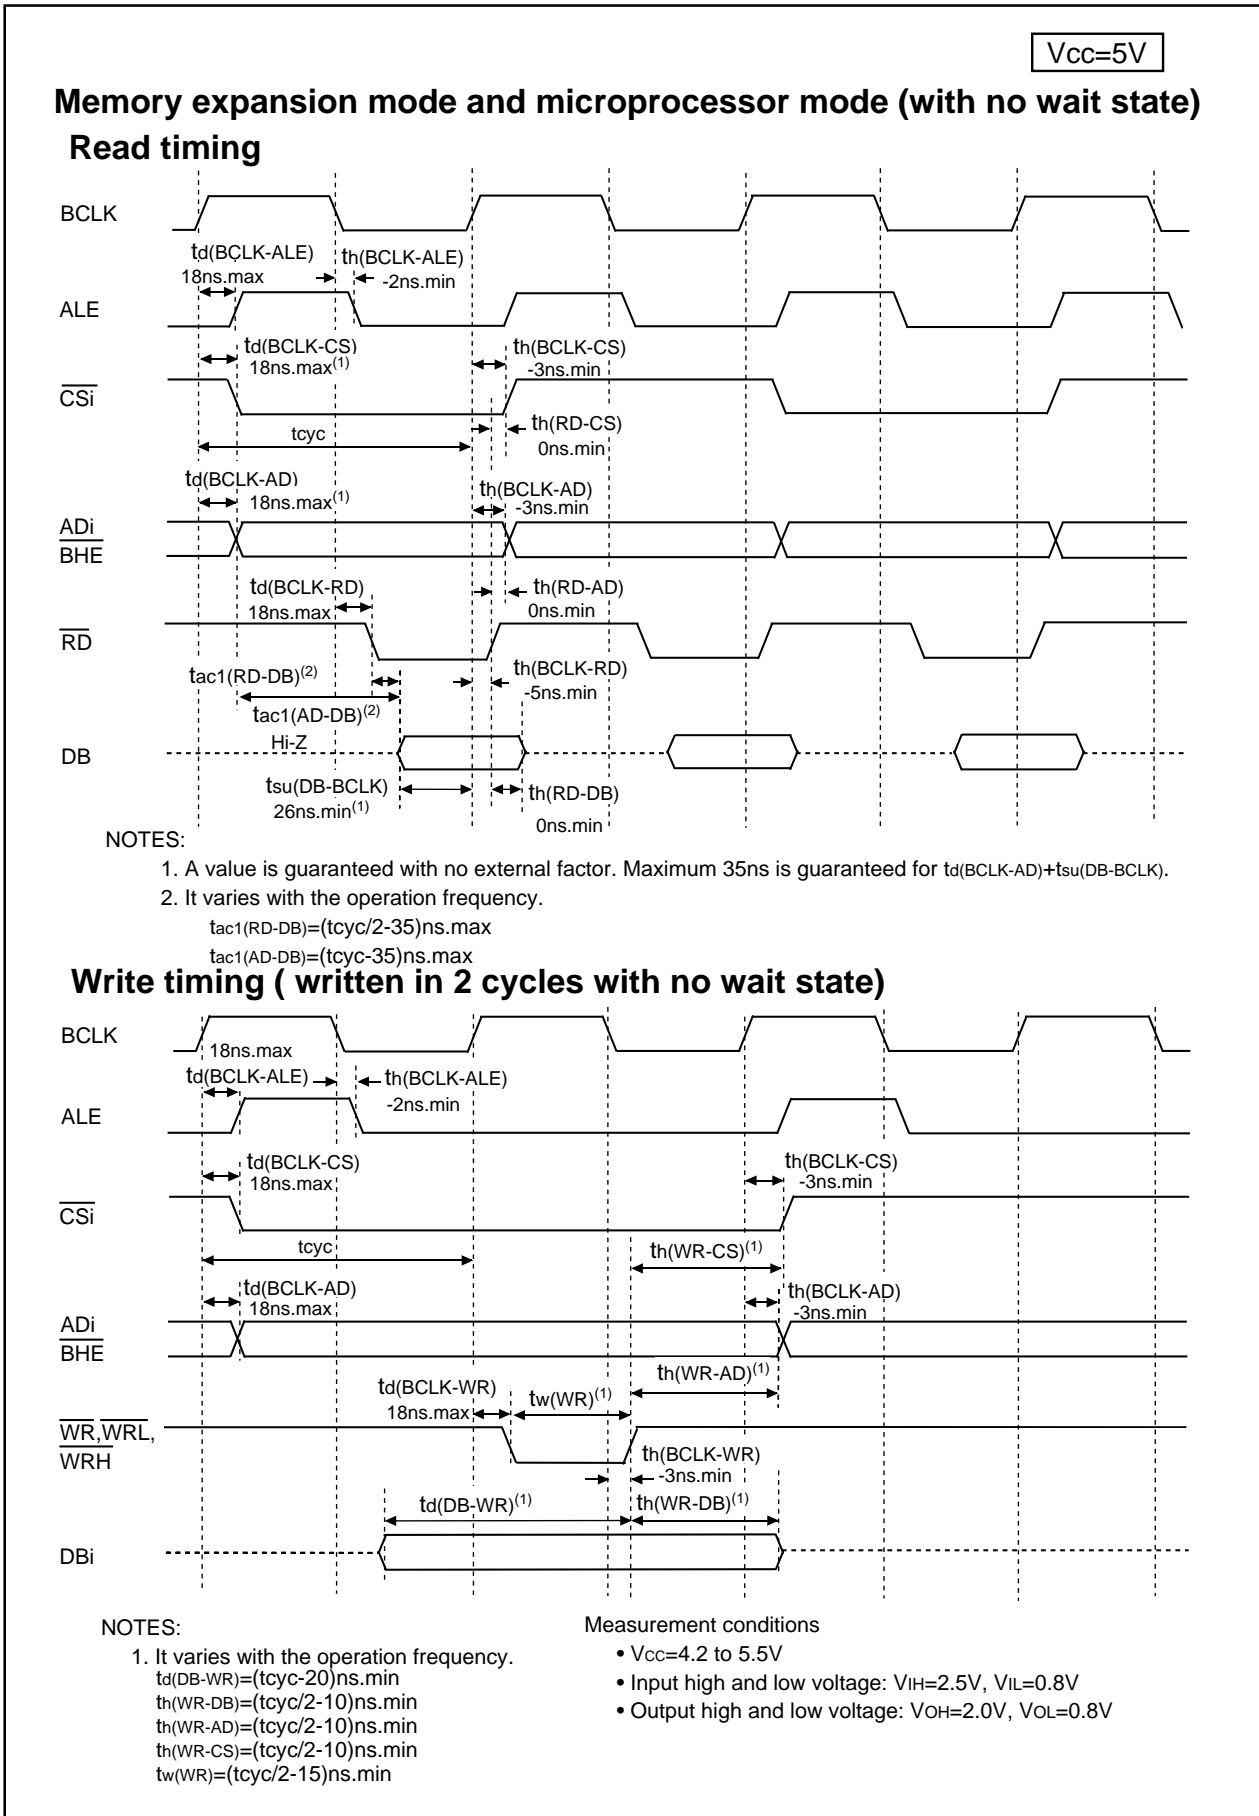 Vcc=5V
Memory expansion mode and microprocessor mode (with no wait state)
Read timing
BCLK
td(BCLK-ALE)
18ns.max
th(BCLK-ALE)
-2ns.min
ALE
td(BCLK-CS)
18ns.max(1)
th(BCLK-CS)
-3ns.min
CSi
tcyc
th(RD-CS)
0ns.min
td(BCLK-AD)
18ns.max(1)
th(BCLK-AD)
-3ns.min
ADi
BHE
td(BCLK-RD)
18ns.max
th(RD-AD)
0ns.min
RD
tac1(RD-DB)(2)
th(BCLK-RD)
-5ns.min
tac1(AD-DB)(2)
Hi-Z
DB
tsu(DB-BCLK)
26ns.min(1)
th(RD-DB)
0ns.min
NOTES:
1. A value is guaranteed with no external factor. Maximum 35ns is guaranteed for td(BCLK-AD)+tsu(DB-BCLK).
2. It varies with the operation frequency.
tac1(RD-DB)=(tcyc/2-35)ns.max
tac1(AD-DB)=(tcyc-35)ns.max
Write timing ( written in 2 cycles with no wait state)
BCLK
18ns.max
td(BCLK-ALE)
th(BCLK-ALE)
-2ns.min
ALE
td(BCLK-CS)
18ns.max
th(BCLK-CS)
-3ns.min
CSi
tcyc
th(WR-CS)(1)
td(BCLK-AD)
18ns.max
th(BCLK-AD)
-3ns.min
ADi
BHE
th(WR-AD)(1)
td(BCLK-WR)
18ns.max
tw(WR)(1)
WR,WRL,
WRH
th(BCLK-WR)
-3ns.min
td(DB-WR)(1)
th(WR-DB)(1)
DBi
NOTES:
1. It varies with the operation frequency.
td(DB-WR)=(tcyc-20)ns.min
th(WR-DB)=(tcyc/2-10)ns.min
th(WR-AD)=(tcyc/2-10)ns.min
th(WR-CS)=(tcyc/2-10)ns.min
tw(WR)=(tcyc/2-15)ns.min
Measurement conditions
• VCC=4.2 to 5.5V
• Input high and low voltage: VIH=2.5V, VIL=0.8V
• Output high and low voltage: VOH=2.0V, VOL=0.8V